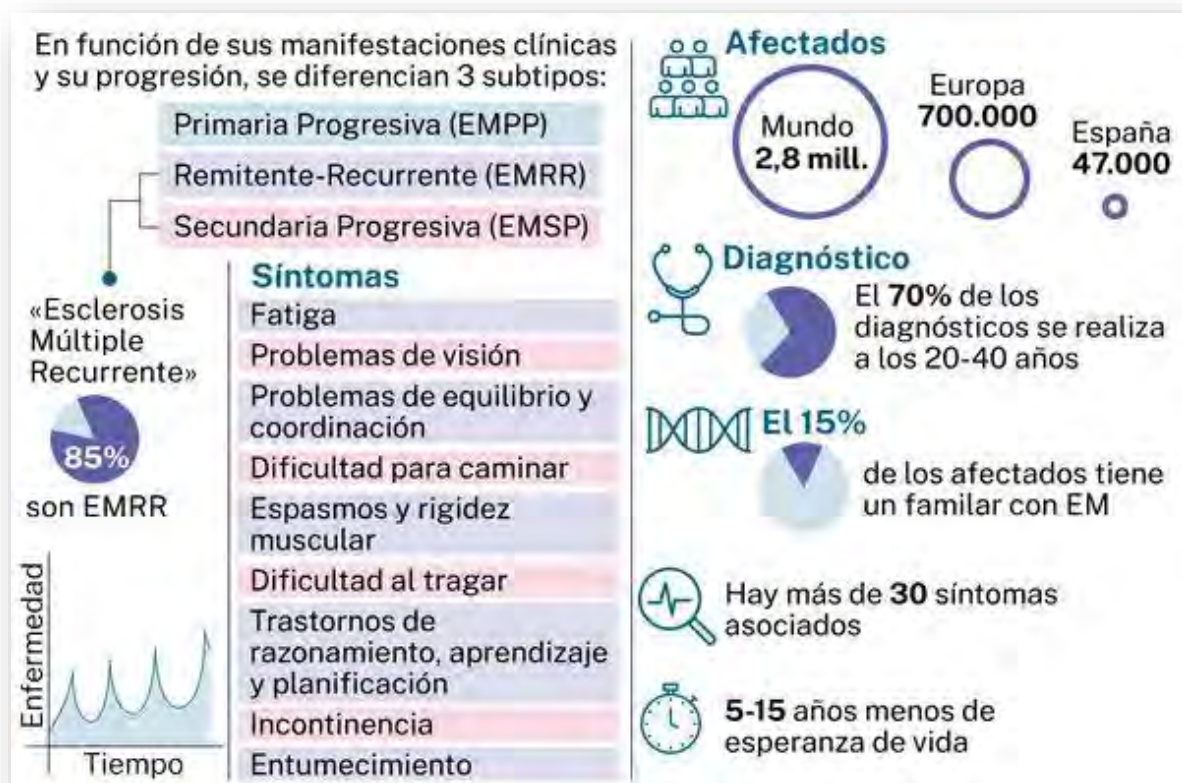 En función de sus manifestaciones clínicas
y su progresión, se diferencian 3 subtipos:
Primaria Progresiva (EMPP)
Remitente-Recurrente (EMRR)
Secundaria Progresiva (EMSP)
«Esclerosis
Múltiple
Recurrente»
85%
son EMRR
Enfermedad
Tiempo
Síntomas
Fatiga
Problemas de visión
Problemas de equilibrio y
coordinación
Dificultad para caminar
Espasmos y rigidez
muscular
Dificultad al tragar
Trastornos de
razonamiento, aprendizaje
y planificación
Incontinencia
Entumecimiento
Afectados
Mundo
2,8 mill.
Europa
700.000
España
47.000
Diagnóstico
El 70% de los
diagnósticos se realiza
a los 20-40 años
El 15%
de los afectados tiene
un familar con EM
Hay más de 30 síntomas
asociados
5-15 años menos de
esperanza de vida